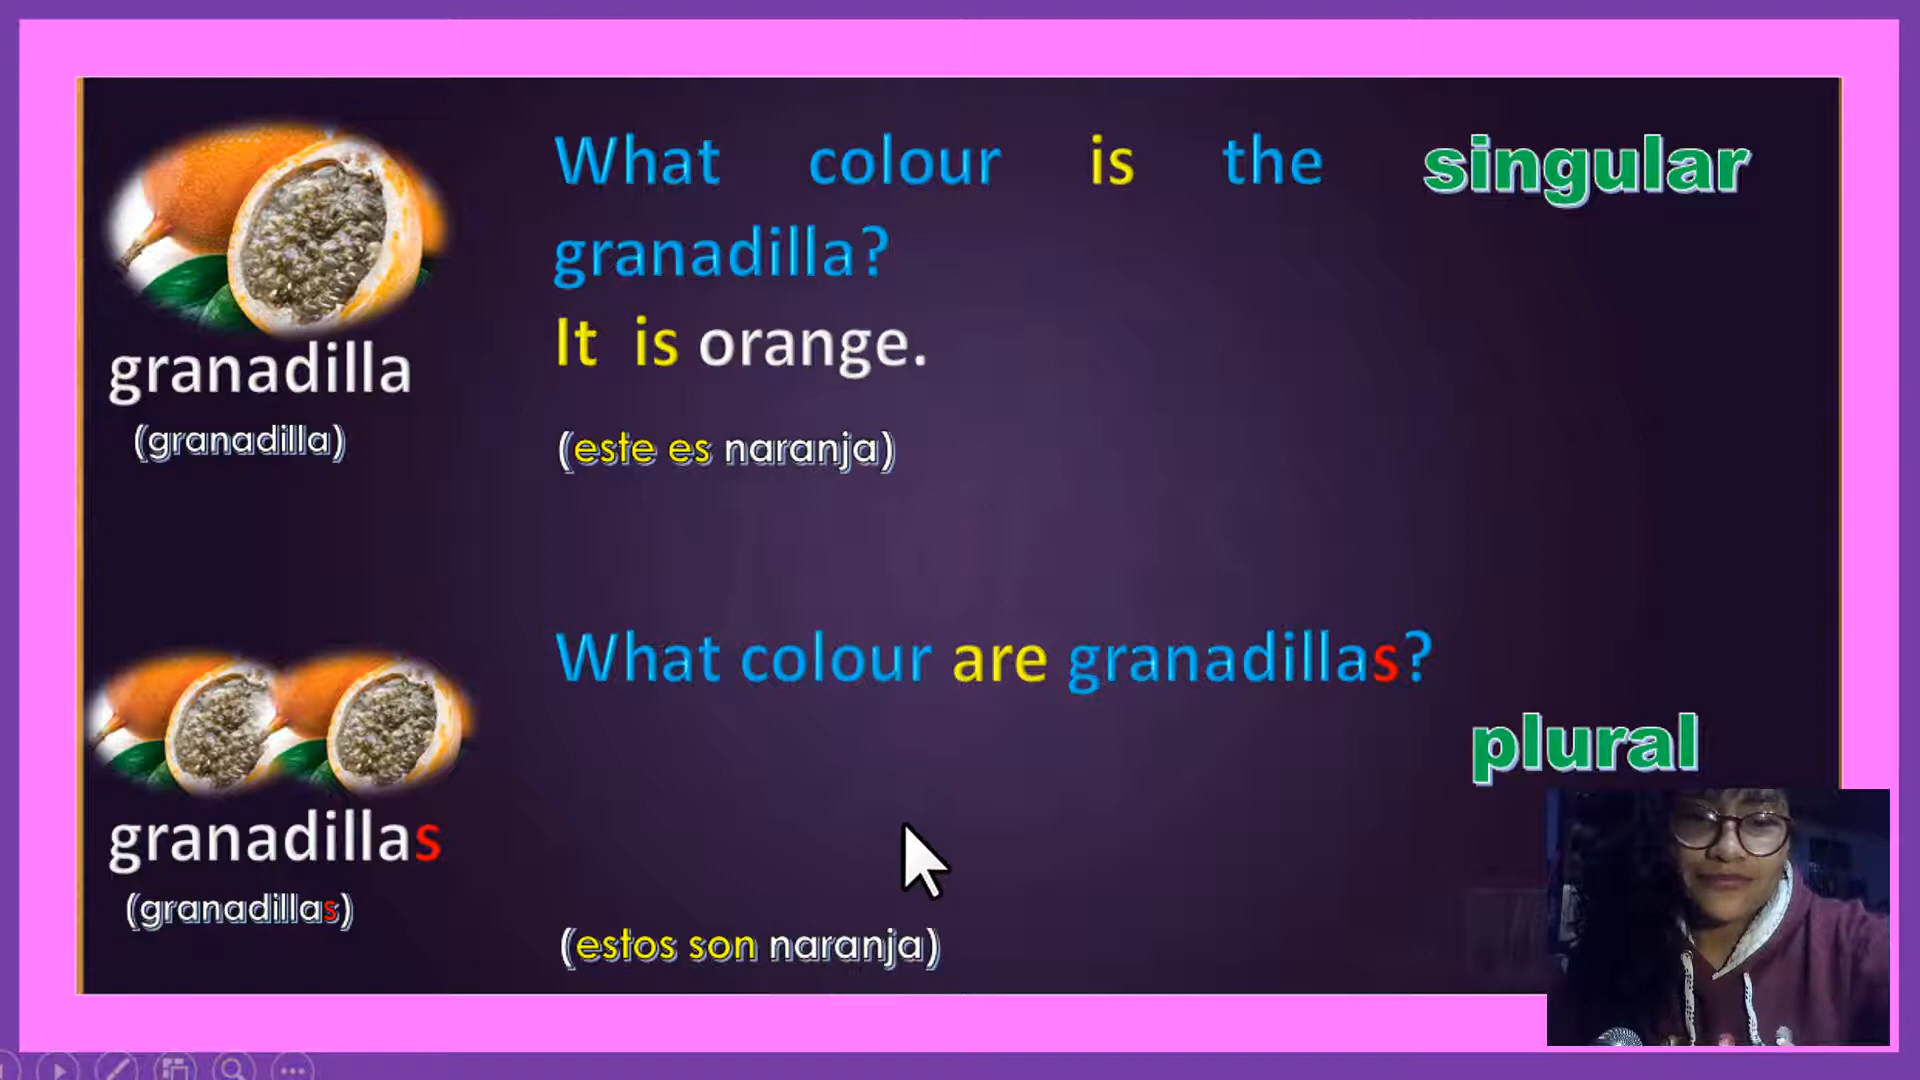 What colour is the
granadilla?
singular
It is orange.
granadilla
(granadilla)
(este es naranja)
What colour are granadillas?
plural
granadillas
(granadillas)
(estos son naranja)